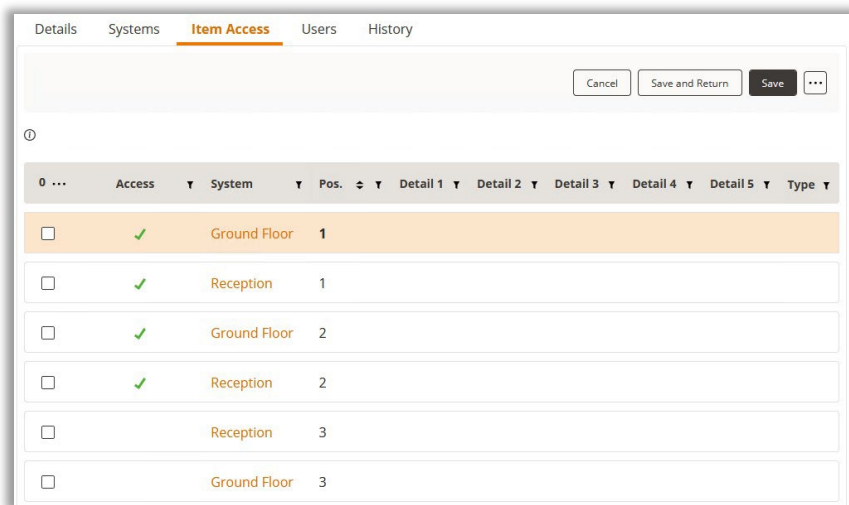 Details Systems Item Access Users History
Cancel Save and Return Save ...
0 ... Access System Pos. Detail 1 Detail 2 Detail 3 Detail 4 Detail 5 Type
Ground Floor 1
Reception 1
Ground Floor 2
Reception 2
Reception 3
Ground Floor 3